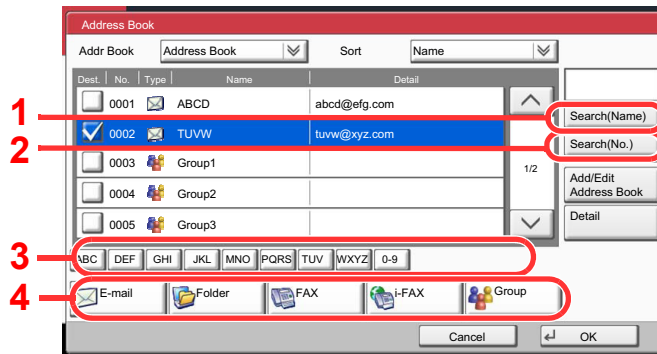 Address Book
Addr Book Address Book Sort Name
Dest. No. Type Name Detail
0001 ABCD abcd@efg.com
1 Search(Name)
0002 TUVW tuvw@xyz.com
2 Search(No.)
0003 Group1 1/2
Add/Edit
Address Book
0004 Group2
0005 Group3 Detail
3 ABC DEF GHI JKL MNO PQRS TUV WXYZ 0-9
4 E-mail Folder FAX i-FAX Group
Cancel OK